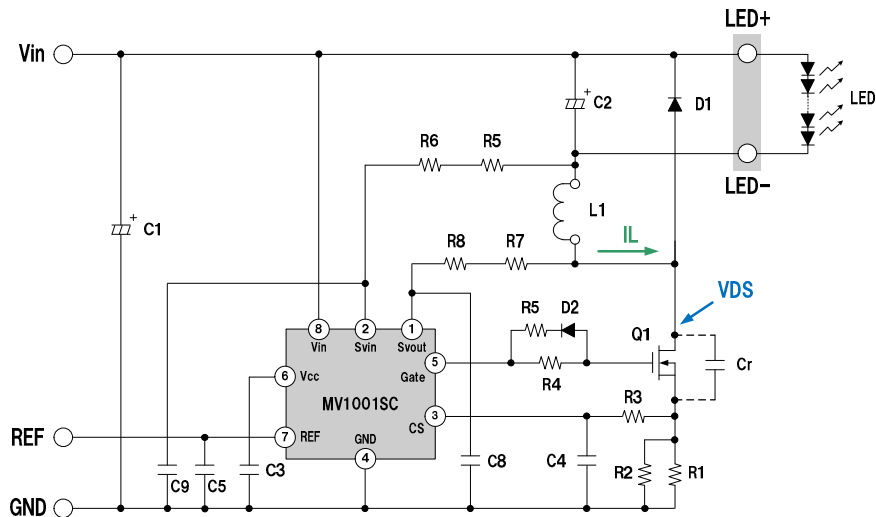 LED+
Vin
C2
D1
LED
R6
R5
LED-
C1
L1
IL
R8
R7
VDS
R5
D2
Q1
8
2
1
Vin
Svin
Svout
5
Gate
R4
Cr
6
Vcc
MV1001SC
3
CS
R3
REF
7
REF
GND
4
C9
C5
C3
C8
C4
R2
R1
GND
+
+